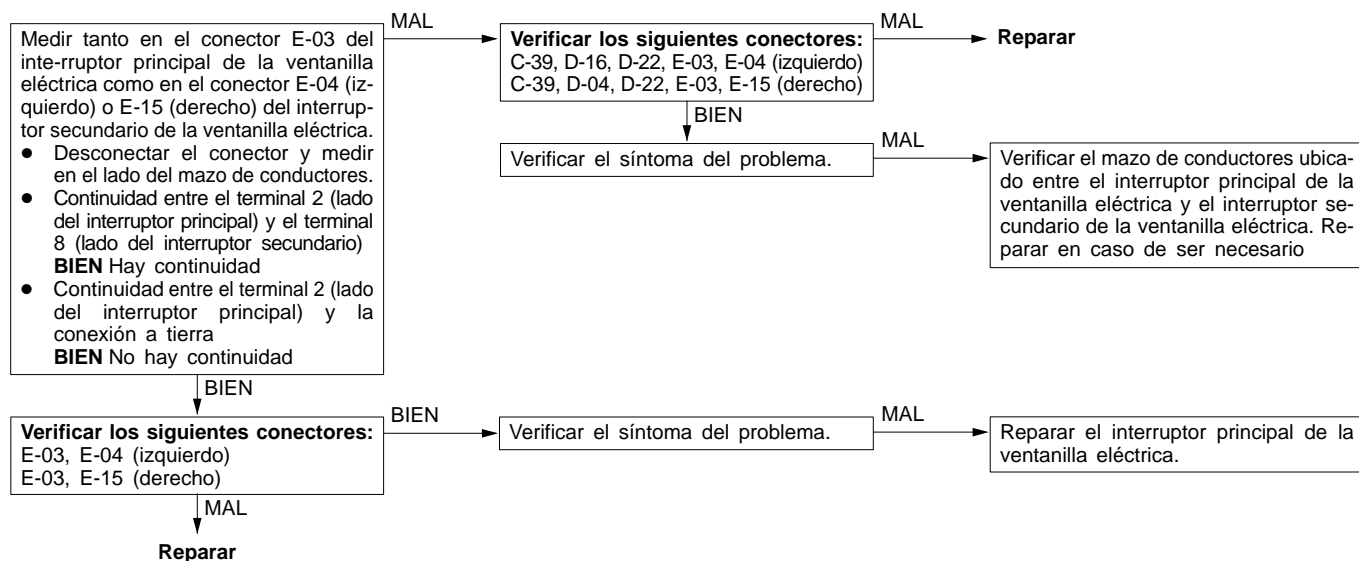 Medir tanto en el conector E-03 del
inte-rruptor principal de la ventanilla
eléctrica como en el conector E-04 (iz-
quierdo) o E-15 (derecho) del interrup-
tor secundario de la ventanilla eléctrica.
● Desconectar el conector y medir
en el lado del mazo de conductores.
● Continuidad entre el terminal 2 (lado
del interruptor principal) y el terminal
8 (lado del interruptor secundario)
BIEN Hay continuidad
● Continuidad entre el terminal 2 (lado
del interruptor principal) y la
conexión a tierra
BIEN No hay continuidad
MAL
Verificar los siguientes conectores:
C-39, D-16, D-22, E-03, E-04 (izquierdo)
C-39, D-04, D-22, E-03, E-15 (derecho)
MAL
Reparar
BIEN
Verificar el síntoma del problema.
MAL
Verificar el mazo de conductores ubica-
do entre el interruptor principal de la
ventanilla eléctrica y el interruptor se-
cundario de la ventanilla eléctrica. Re-
parar en caso de ser necesario
BIEN
Verificar los siguientes conectores:
E-03, E-04 (izquierdo)
E-03, E-15 (derecho)
BIEN
Verificar el síntoma del problema.
MAL
Reparar el interruptor principal de la
ventanilla eléctrica.
MAL
Reparar